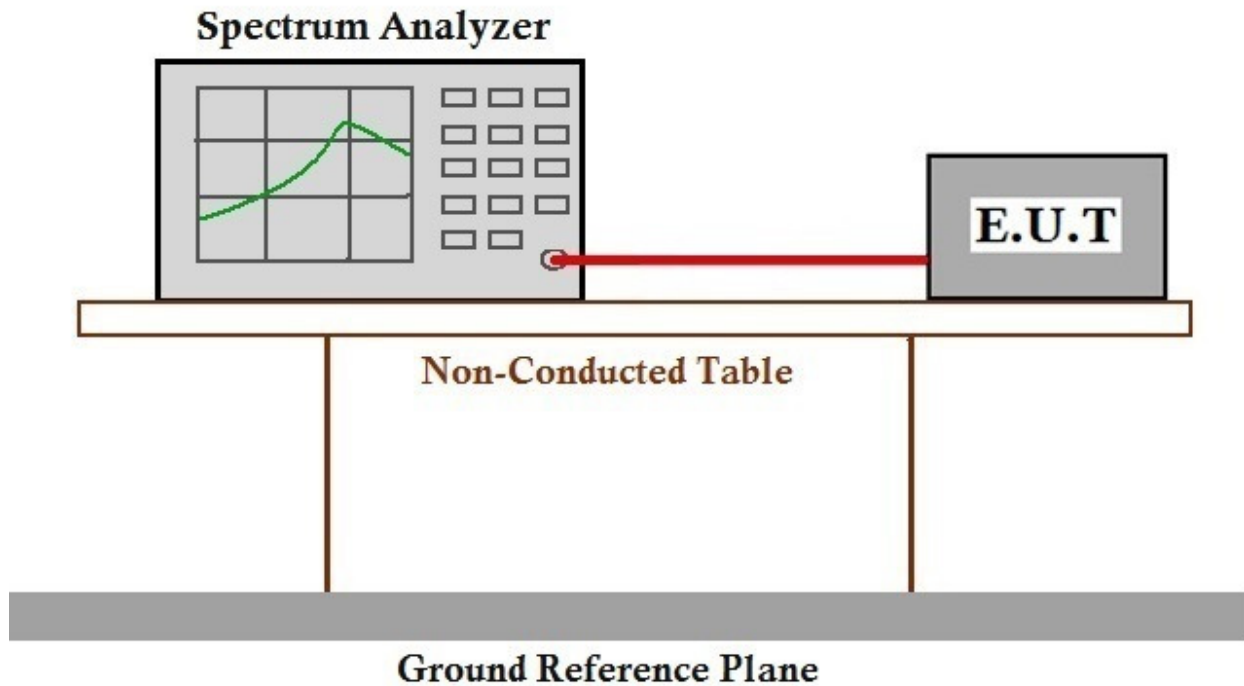 Spectrum Analyzer
E.U.T
Non-Conducted Table
Ground Reference Plane